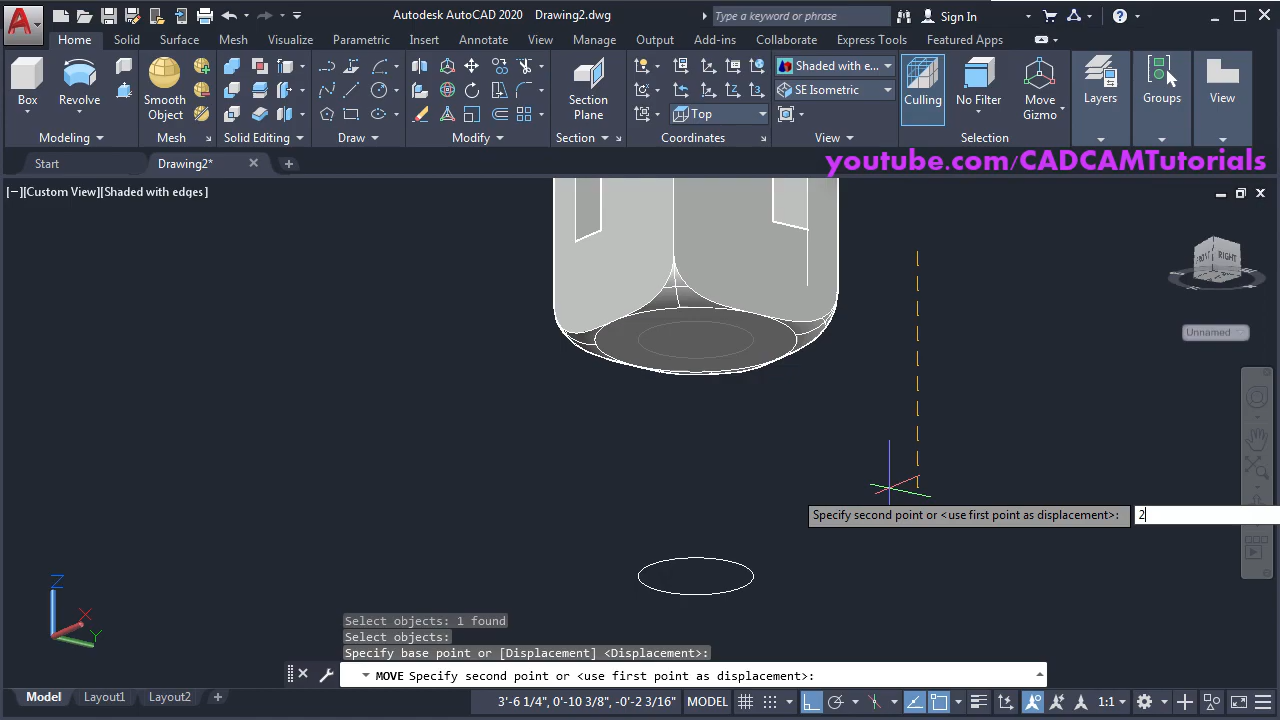 Autodesk AutoCAD 2020 Drawing2.dwg
Type a keyword or phrase
Sign In
Home Solid Surface Mesh Visualize Parametric Insert Annotate View Manage Output Add-ins Collaborate Express Tools Featured Apps
Box
Revolve
Smooth
Object
Section
Plane
Shaded with e...
SE Isometric
Top
Culling
No Filter
Move
Gizmo
Layers
Groups
View
Modeling
Mesh
Solid Editing
Draw
Modify
Section
Coordinates
View
Selection
Start
Drawing2*
youtube.com/CADCAMTutorials
[−][Custom View][Shaded with edges]
RIGHT
Unnamed
Specify second point or <use first point as displacement>: 2
Z
X
Y
Select objects: 1 found
Select objects:
Specify base point or [Displacement] <Displacement>:
MOVE Specify second point or <use first point as displacement>:
Model Layout1 Layout2
3'-6 1/4", 0'-10 3/8", -0'-2 3/16" MODEL
1:1